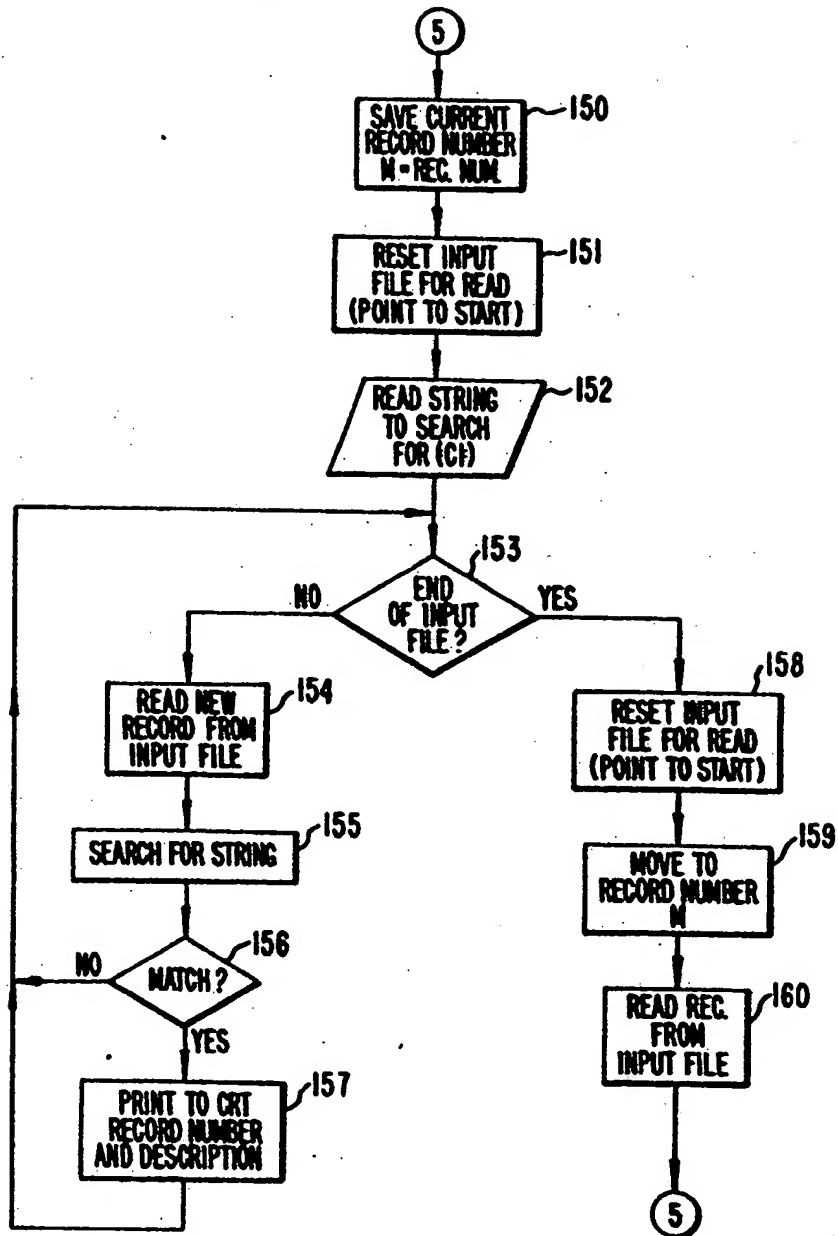 5
SAVE CURRENT
RECORD NUMBER
M = REC. NUM.
150
RESET INPUT
FILE FOR READ
(POINT TO START)
151
READ STRING
TO SEARCH
FOR
152
END
OF INPUT
FILE?
153
NO
YES
READ NEW
RECORD FROM
INPUT FILE
154
SEARCH FOR STRING
155
MATCH?
156
NO
YES
PRINT TO CRT
RECORD NUMBER
AND DESCRIPTION
157
RESET INPUT
FILE FOR READ
(POINT TO START)
158
MOVE TO
RECORD NUMBER
M
159
READ REC.
FROM
INPUT FILE
160
5